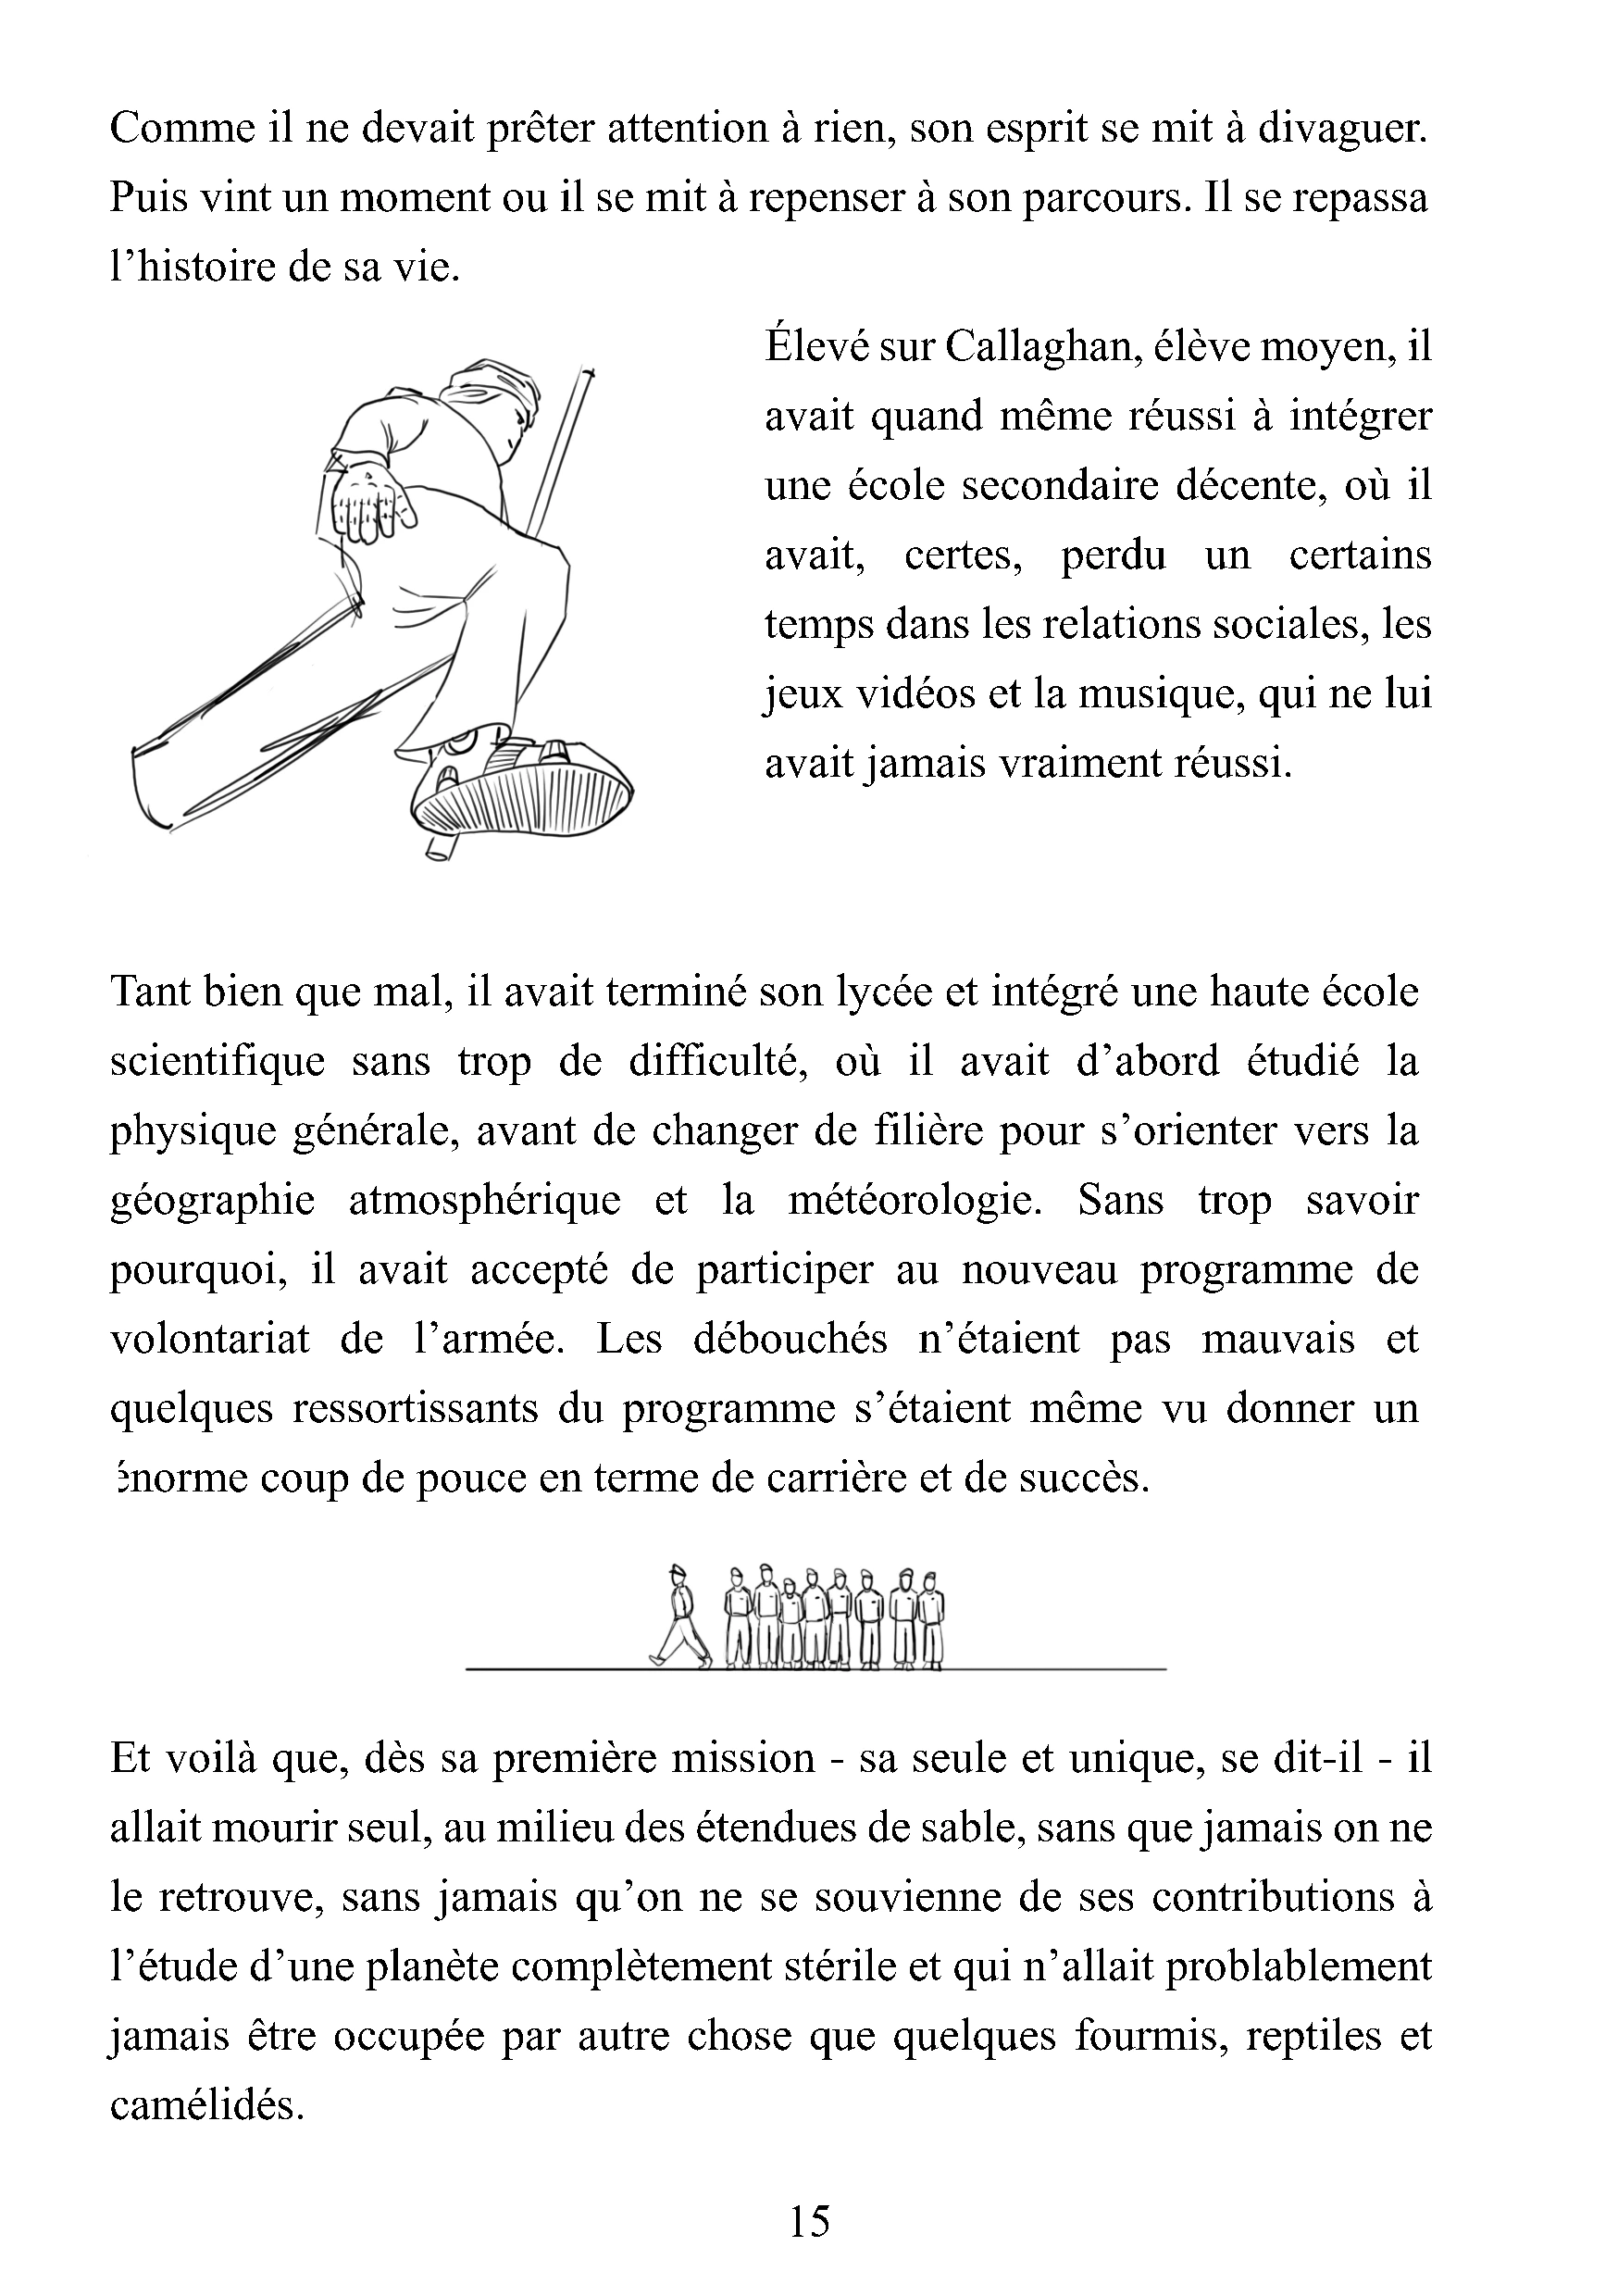 Comme il ne devait prêter attention à rien, son esprit se mit à divaguer.
Puis vint un moment ou il se mit à repenser à son parcours. Il se repassa
l’histoire de sa vie.
Élevé sur Callaghan, élève moyen, il
avait quand même réussi à intégrer
une école secondaire décente, où il
avait, certes, perdu un certains
temps dans les relations sociales, les
jeux vidéos et la musique, qui ne lui
avait jamais vraiment réussi.
Tant bien que mal, il avait terminé son lycée et intégré une haute école
scientifique sans trop de difficulté, où il avait d’abord étudié la
physique générale, avant de changer de filière pour s’orienter vers la
géographie atmosphérique et la météorologie. Sans trop savoir
pourquoi, il avait accepté de participer au nouveau programme de
volontariat de l’armée. Les débouchés n’étaient pas mauvais et
quelques ressortissants du programme s’étaient même vu donner un
énorme coup de pouce en terme de carrière et de succès.
Et voilà que, dès sa première mission - sa seule et unique, se dit-il - il
allait mourir seul, au milieu des étendues de sable, sans que jamais on ne
le retrouve, sans jamais qu’on ne se souvienne de ses contributions à
l’étude d’une planète complètement stérile et qui n’allait problablement
jamais être occupée par autre chose que quelques fourmis, reptiles et
camélidés.
15